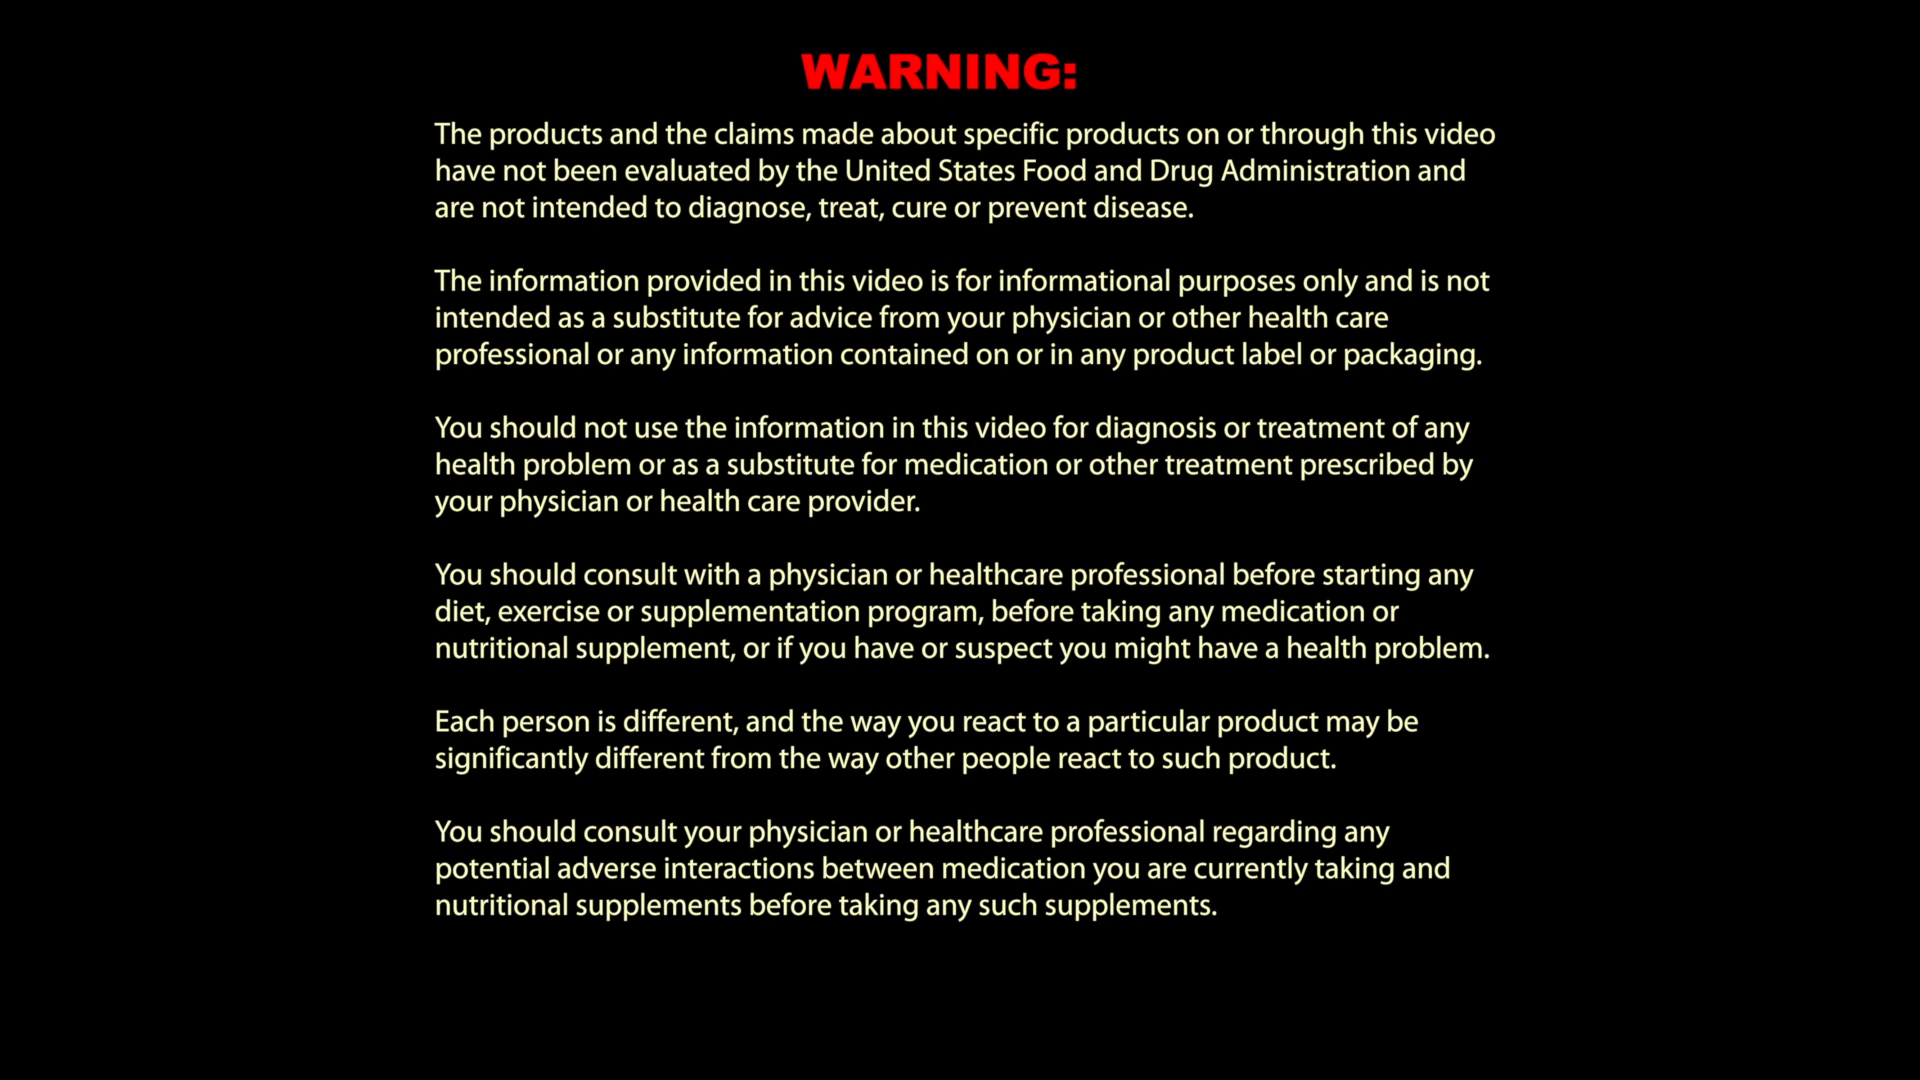 WARNING:
The products and the claims made about specific products on or through this video
have not been evaluated by the United States Food and Drug Administration and
are not intended to diagnose, treat, cure or prevent disease.
The information provided in this video is for informational purposes only and is not
intended as a substitute for advice from your physician or other health care
professional or any information contained on or in any product label or packaging.
You should not use the information in this video for diagnosis or treatment of any
health problem or as a substitute for medication or other treatment prescribed by
your physician or health care provider.
You should consult with a physician or healthcare professional before starting any
diet, exercise or supplementation program, before taking any medication or
nutritional supplement, or if you have or suspect you might have a health problem.
Each person is different, and the way you react to a particular product may be
significantly different from the way other people react to such product.
You should consult your physician or healthcare professional regarding any
potential adverse interactions between medication you are currently taking and
nutritional supplements before taking any such supplements.